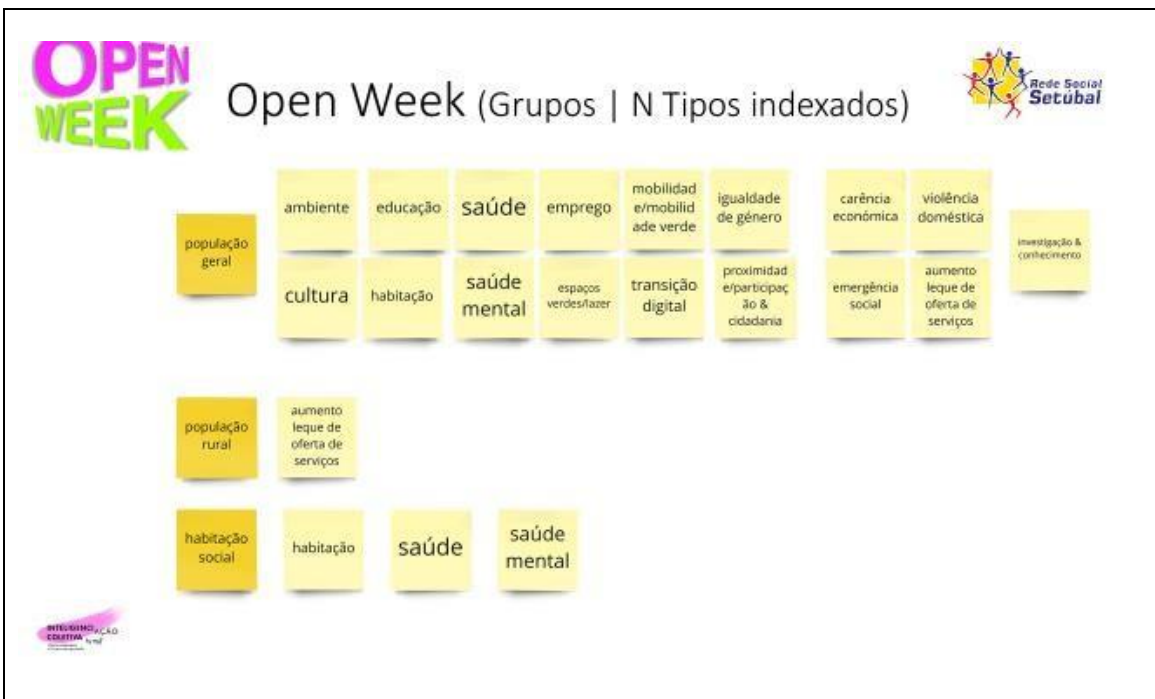 OPEN
WEEK
Open Week (Grupos | N Tipos indexados)
Rede Social
Setúbal
população
geral
ambiente
educação
saúde
emprego
mobilidad
e/mobilid
ade verde
igualdade
de género
carência
económica
violência
doméstica
investigação &
conhecimento
cultura
habitação
saúde
mental
espaços
verdes/lazer
transição
digital
proximidad
e/participaç
ão &
cidadania
emergência
social
aumento
leque de
oferta de
serviços
população
rural
aumento
leque de
oferta de
serviços
habitação
social
habitação
saúde
saúde
mental
COLETIVA
AÇÃO